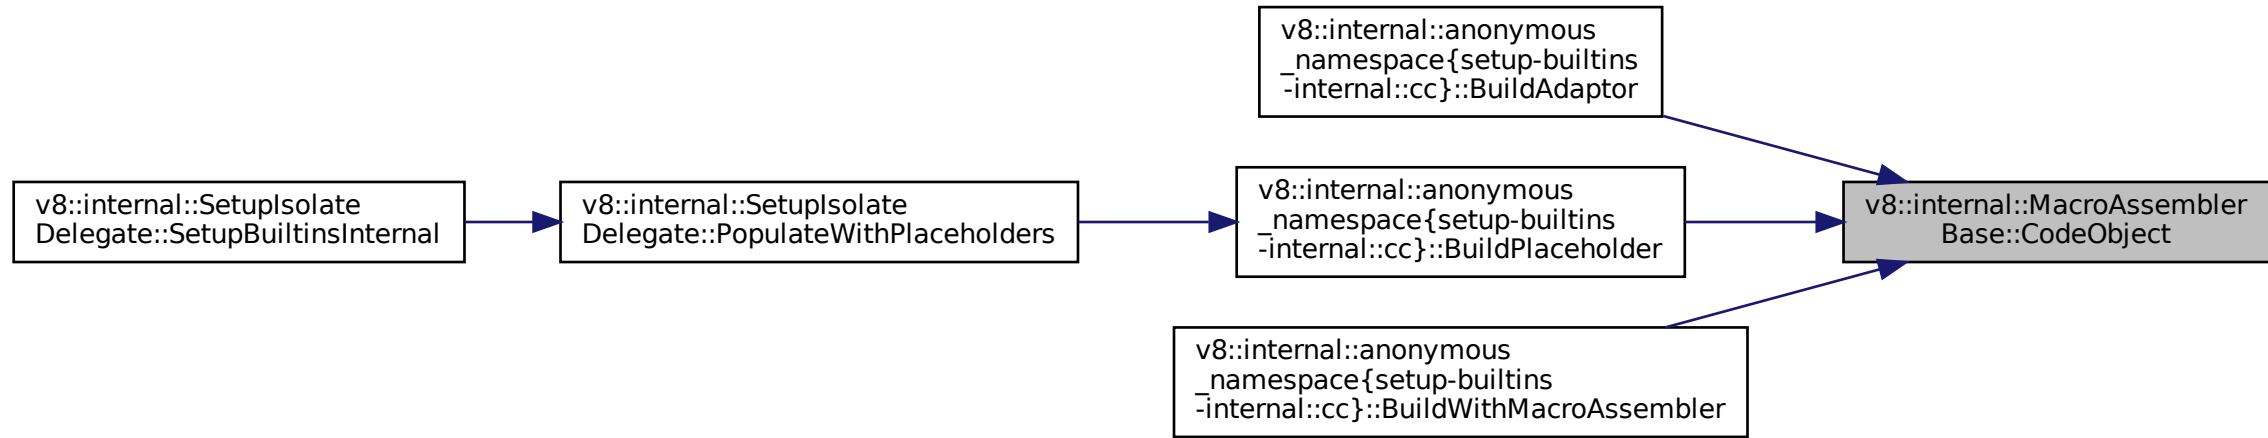 v8::internal::anonymous
_namespace{setup-builtins
-internal::cc}::BuildAdaptor
v8::internal::SetupIsolate
Delegate::SetupBuiltinsInternal
v8::internal::SetupIsolate
Delegate::PopulateWithPlaceholders
v8::internal::anonymous
_namespace{setup-builtins
-internal::cc}::BuildPlaceholder
v8::internal::MacroAssembler
Base::CodeObject
v8::internal::anonymous
_namespace{setup-builtins
-internal::cc}::BuildWithMacroAssembler